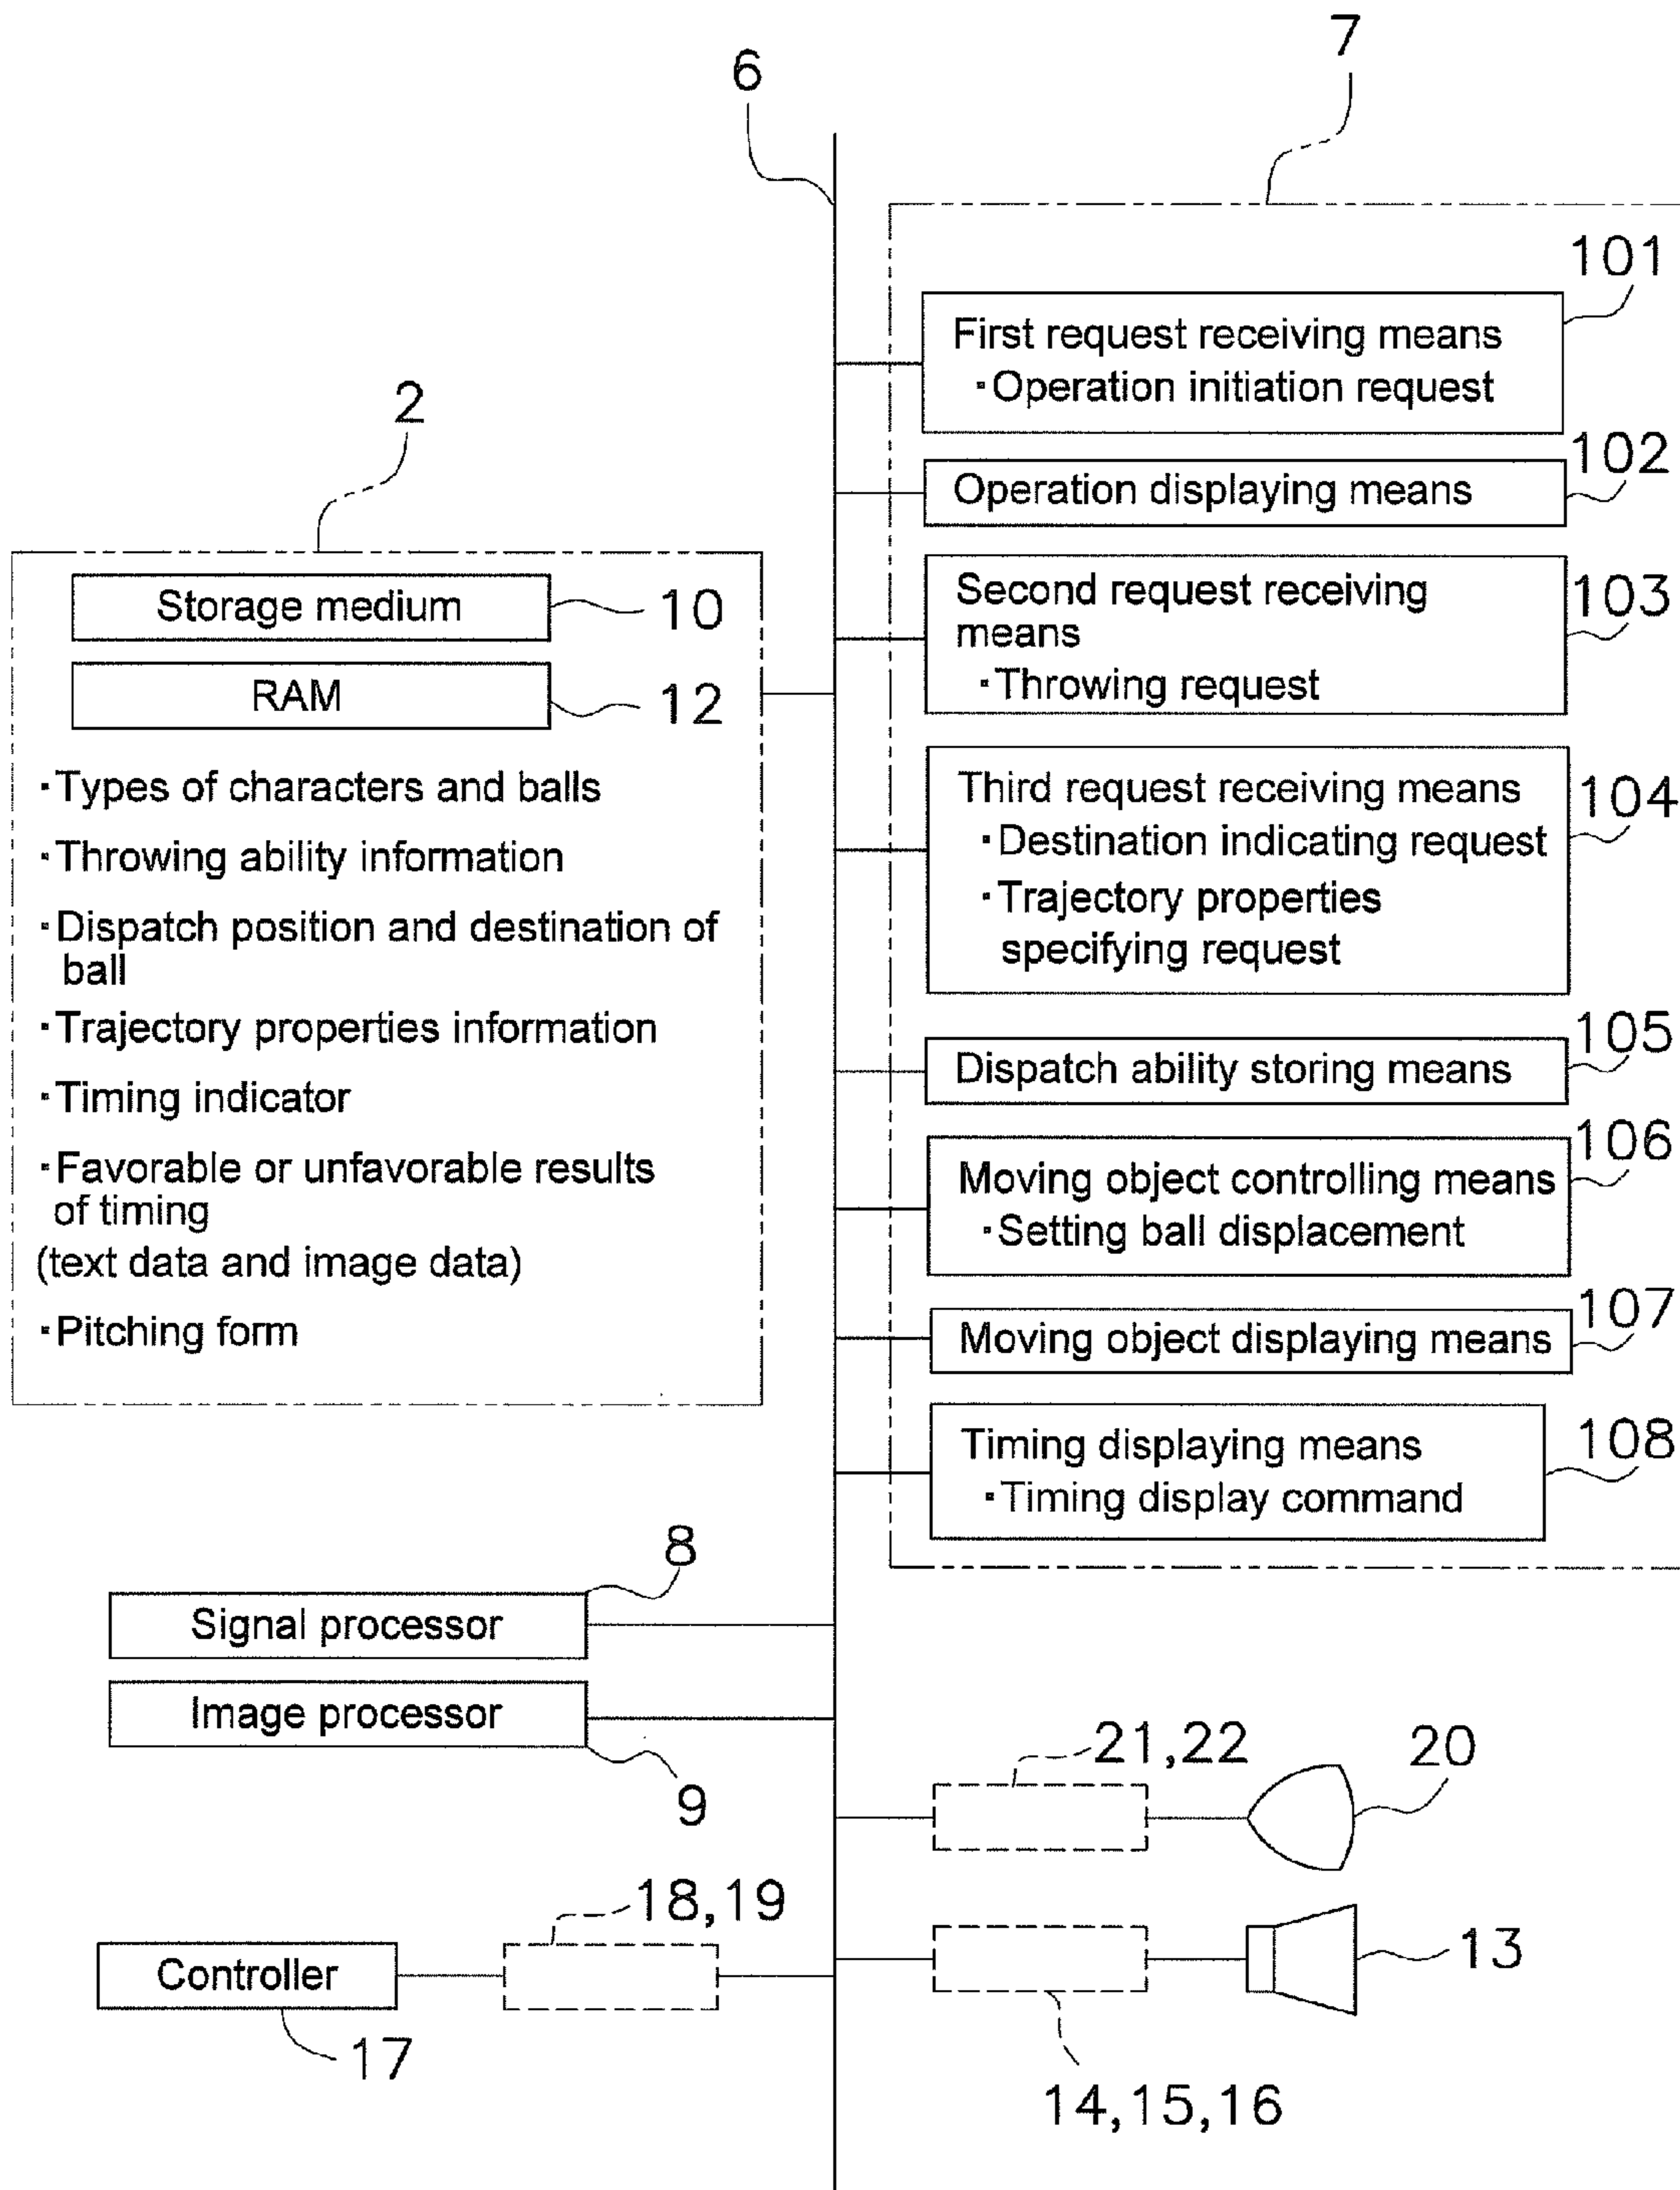 7
6
101
First request receiving means
・Operation initiation request
2
102
Operation displaying means
Storage medium
10
RAM
12
・Types of characters and balls
・Throwing ability information
・Dispatch position and destination of
ball
・Trajectory properties information
・Timing indicator
・Favorable or unfavorable results
of timing
(text data and image data)
・Pitching form
Second request receiving
means
・Throwing request
103
Third request receiving means
・Destination indicating request
・Trajectory properties
specifying request
104
Dispatch ability storing means
105
Moving object controlling means
・Setting ball displacement
106
Moving object displaying means
107
Timing displaying means
・Timing display command
108
8
Signal processor
Image processor
9
21,22
20
18,19
Controller
17
13
14,15,16